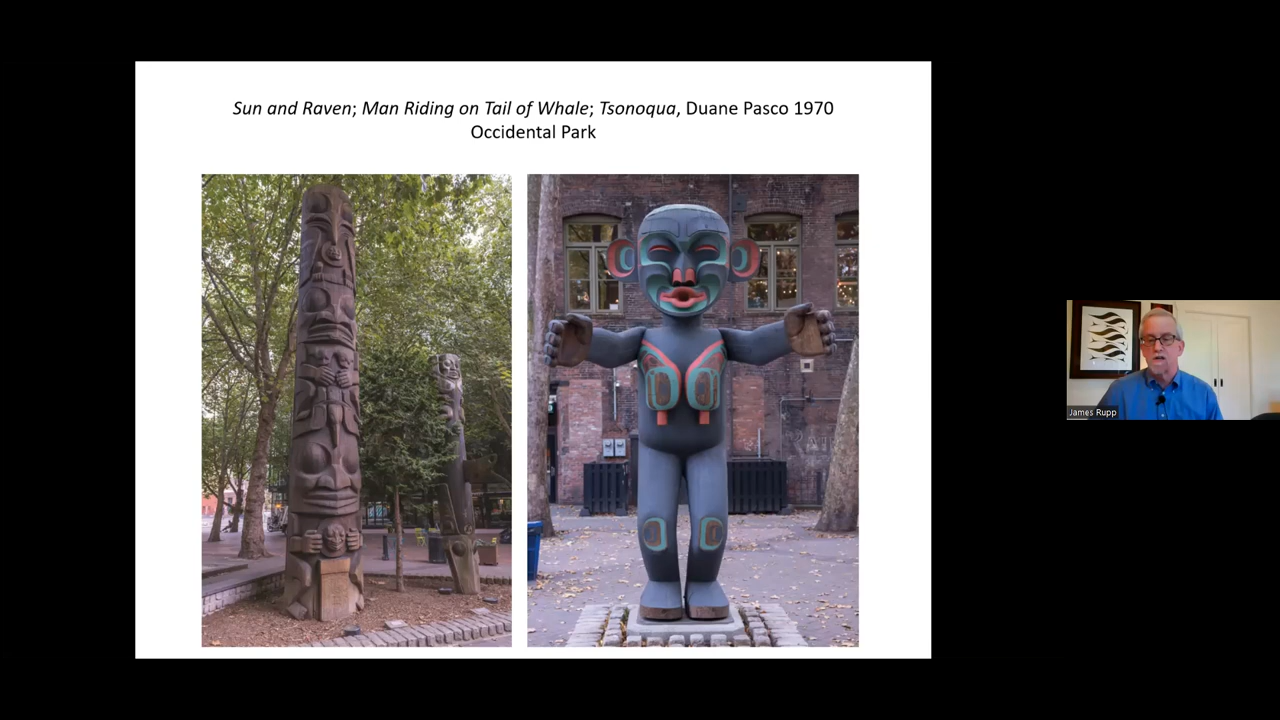 Sun and Raven; Man Riding on Tail of Whale; Tsonoqua, Duane Pasco 1970
Occidental Park
James Rupp